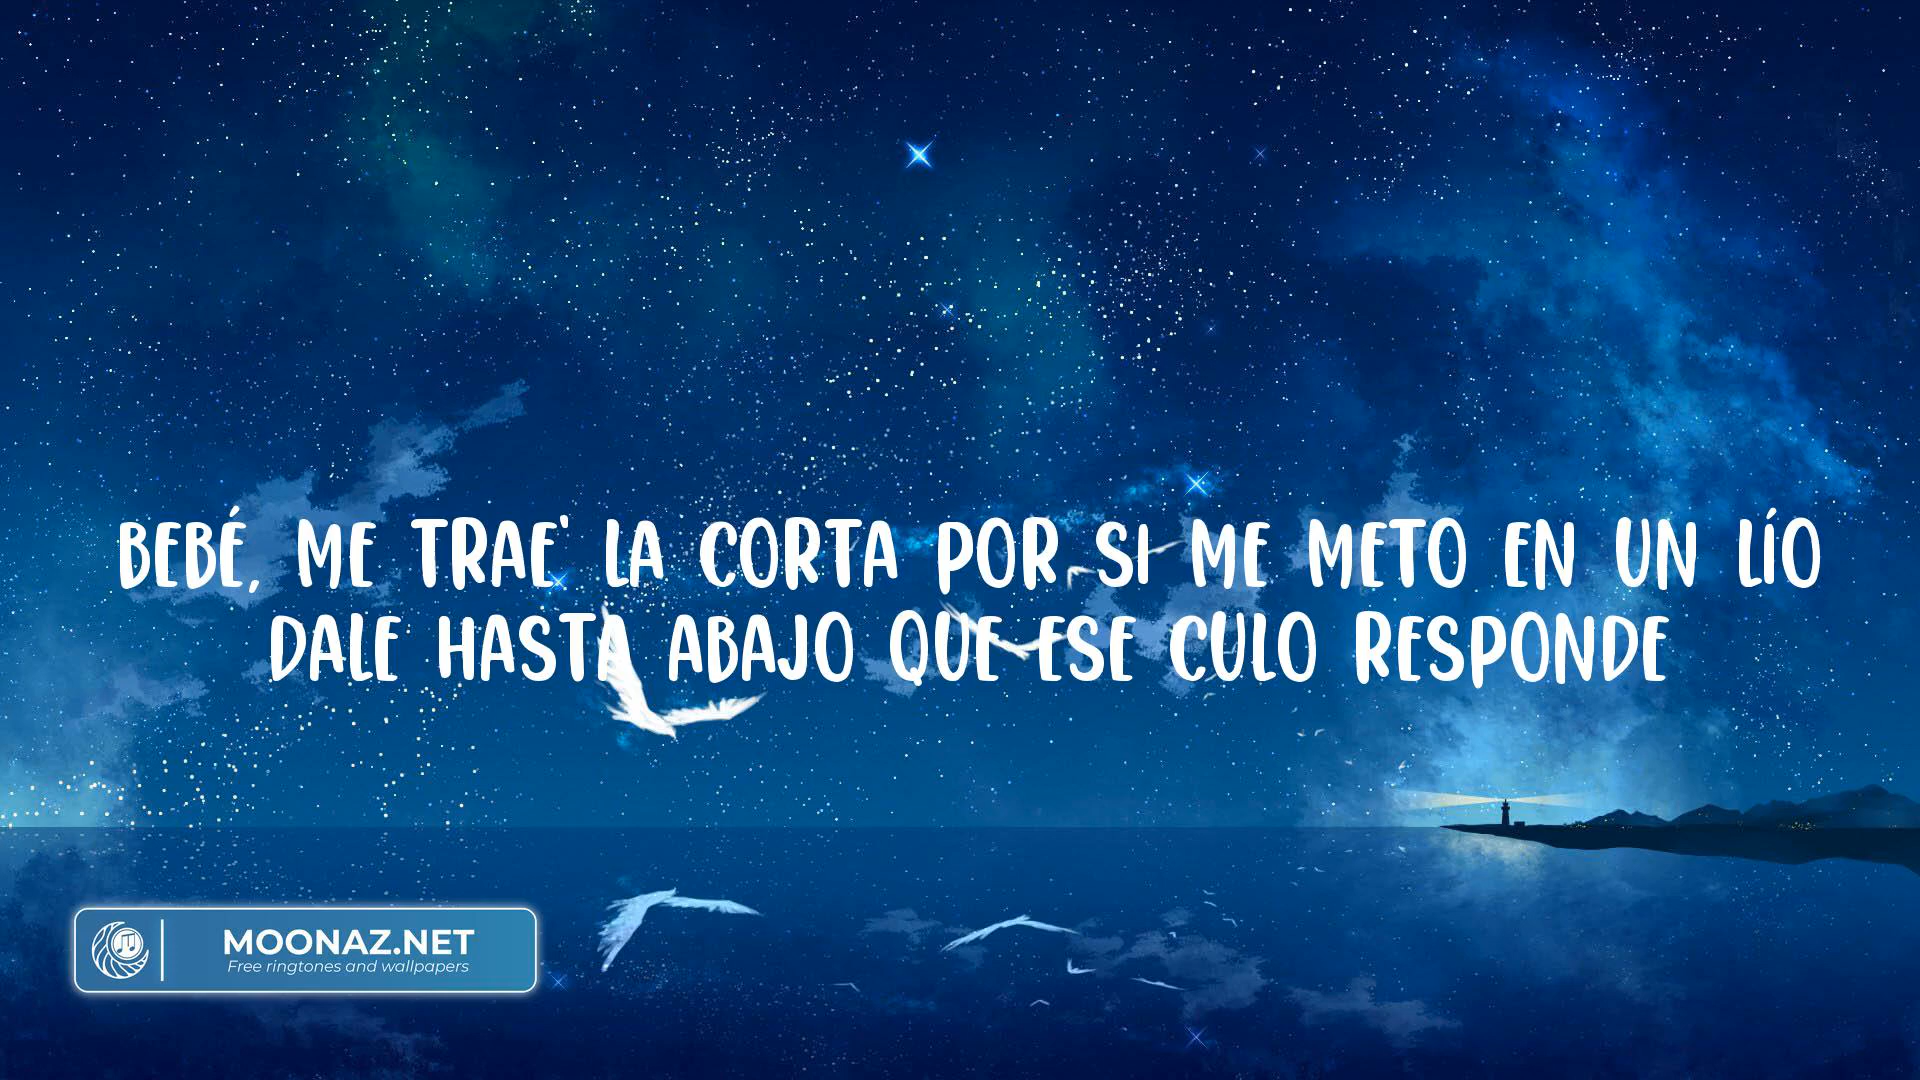 BEBÉ, ME TRAE' LA CORTA POR SI ME METO EN UN LÍO
DALE HASTA ABAJO QUE ESE CULO RESPONDE
MOONAZ.NET
Free ringtones and wallpapers